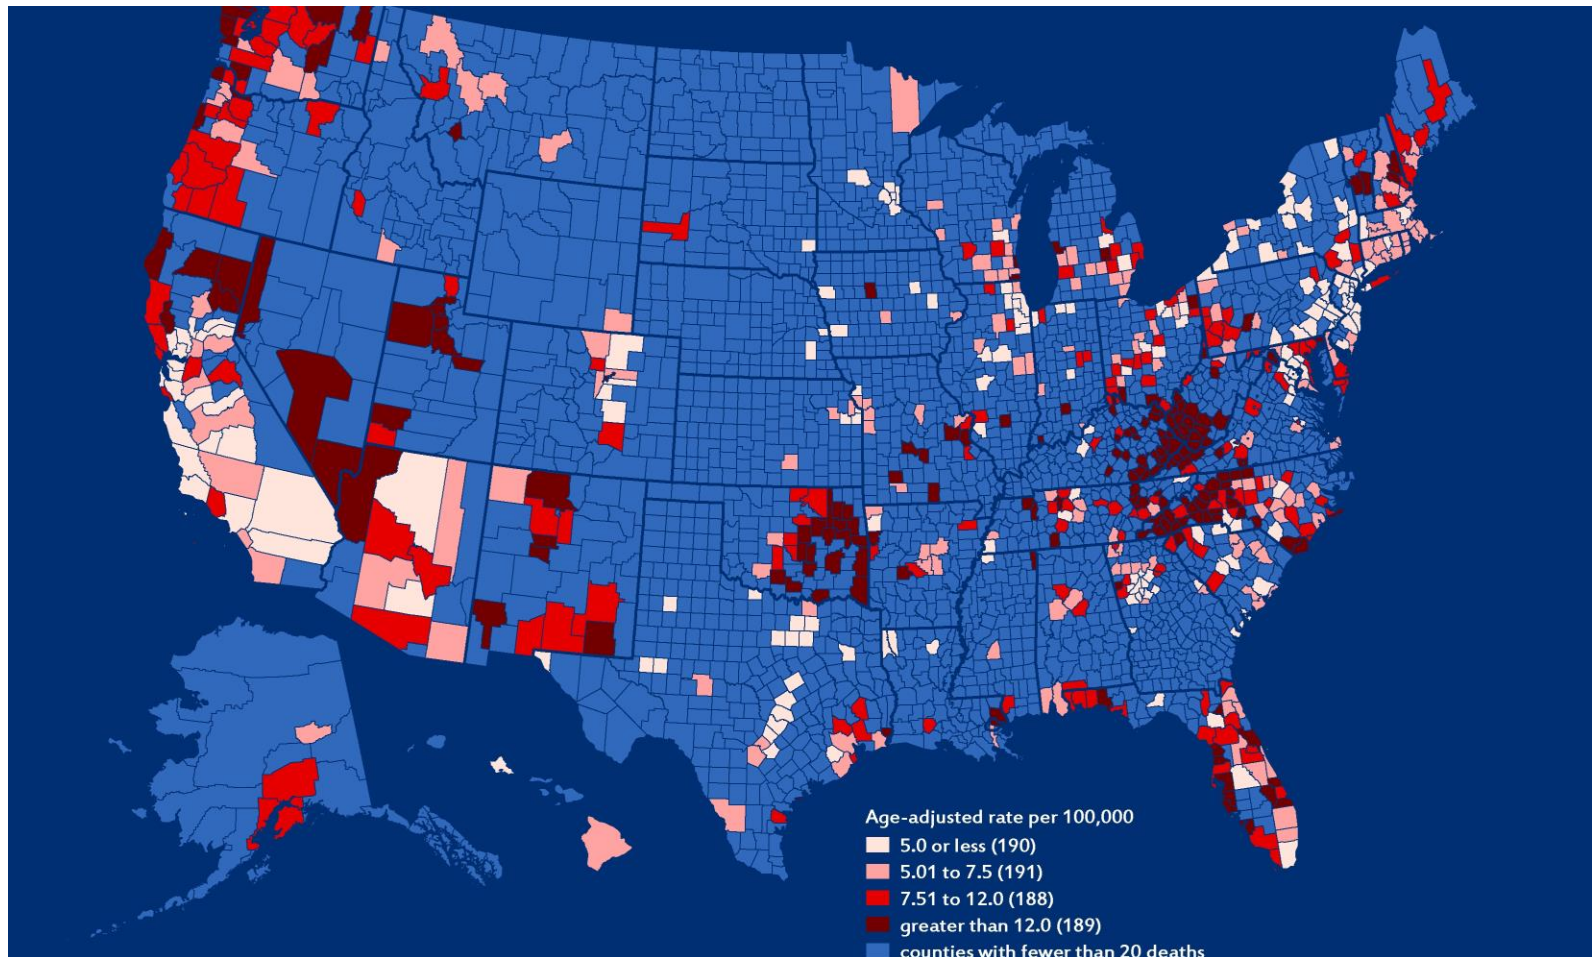 Age-adjusted rate per 100,000
5.0 or less (190)
5.01 to 7.5 (191)
7.51 to 12.0 (188)
greater than 12.0 (189)
counties with fewer than 20 deaths